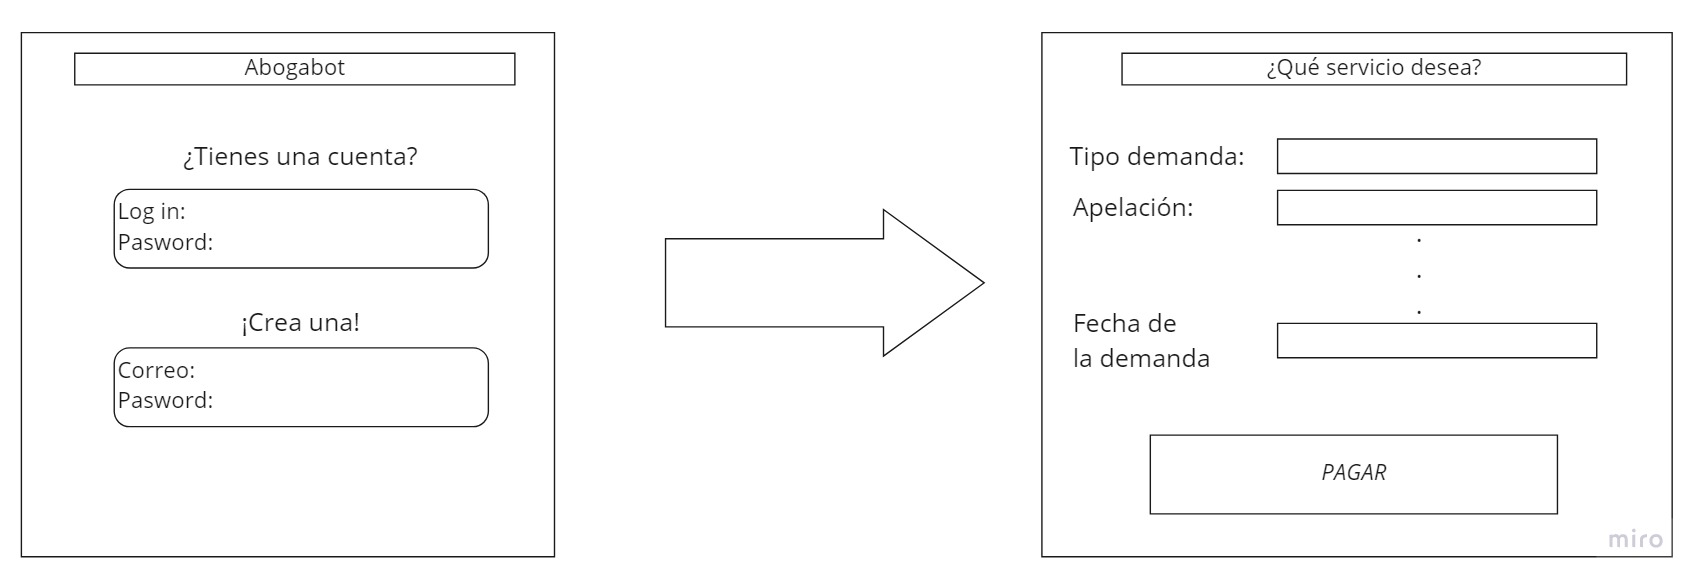 Abogabot
¿Tienes una cuenta?
Log in:
Pasword:
¡Crea una!
Correo:
Pasword:
¿Qué servicio desea?
Tipo demanda:
Apelación:
.
.
.
Fecha de
la demanda
PAGAR
miro